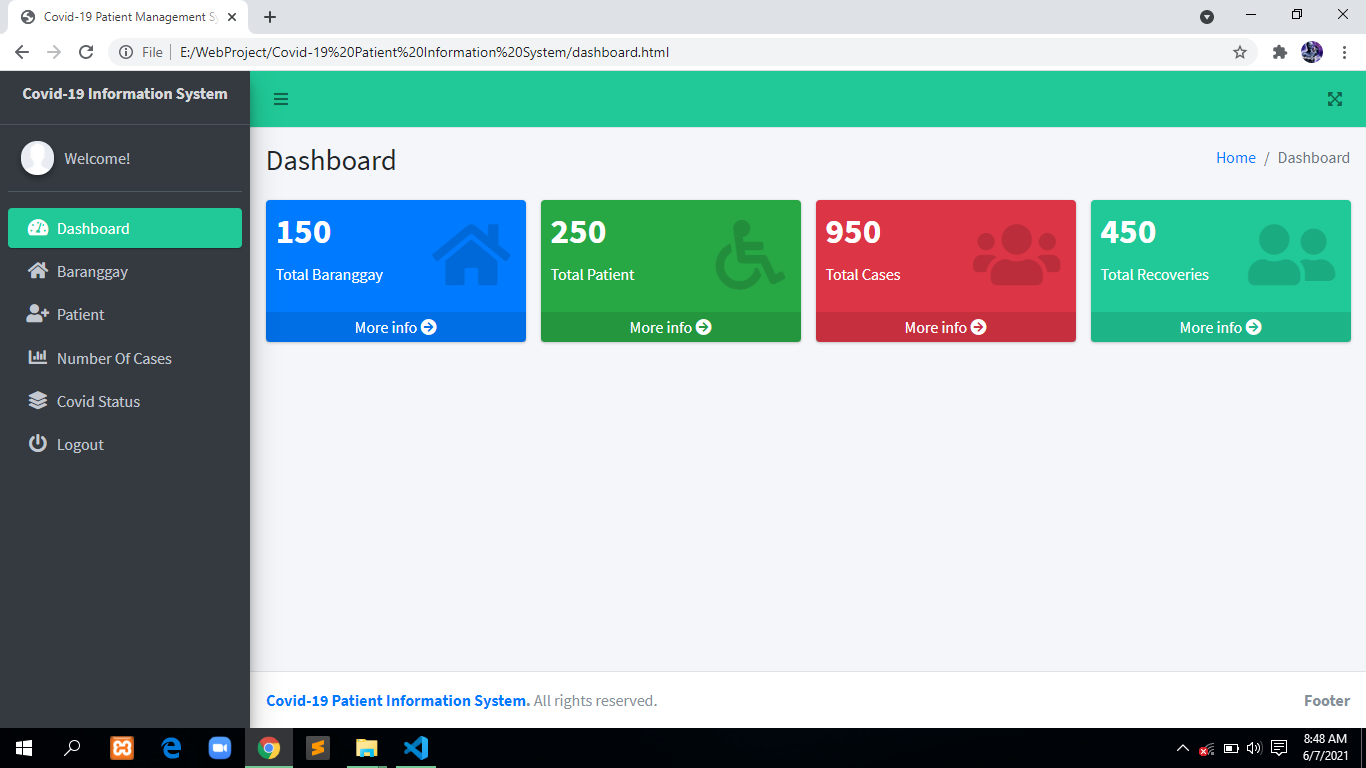 Covid-19 Patient Management Sy
File
E:/WebProject/Covid-19%20Patient%20Information%20System/dashboard.html
Covid-19 Information System
Welcome!
Dashboard
Baranggay
Patient
Number Of Cases
Covid Status
Logout
Dashboard
Home / Dashboard
150
Total Baranggay
More info
250
Total Patient
More info
950
Total Cases
More info
450
Total Recoveries
More info
Covid-19 Patient Information System. All rights reserved.
Footer
8:48 AM
6/7/2021